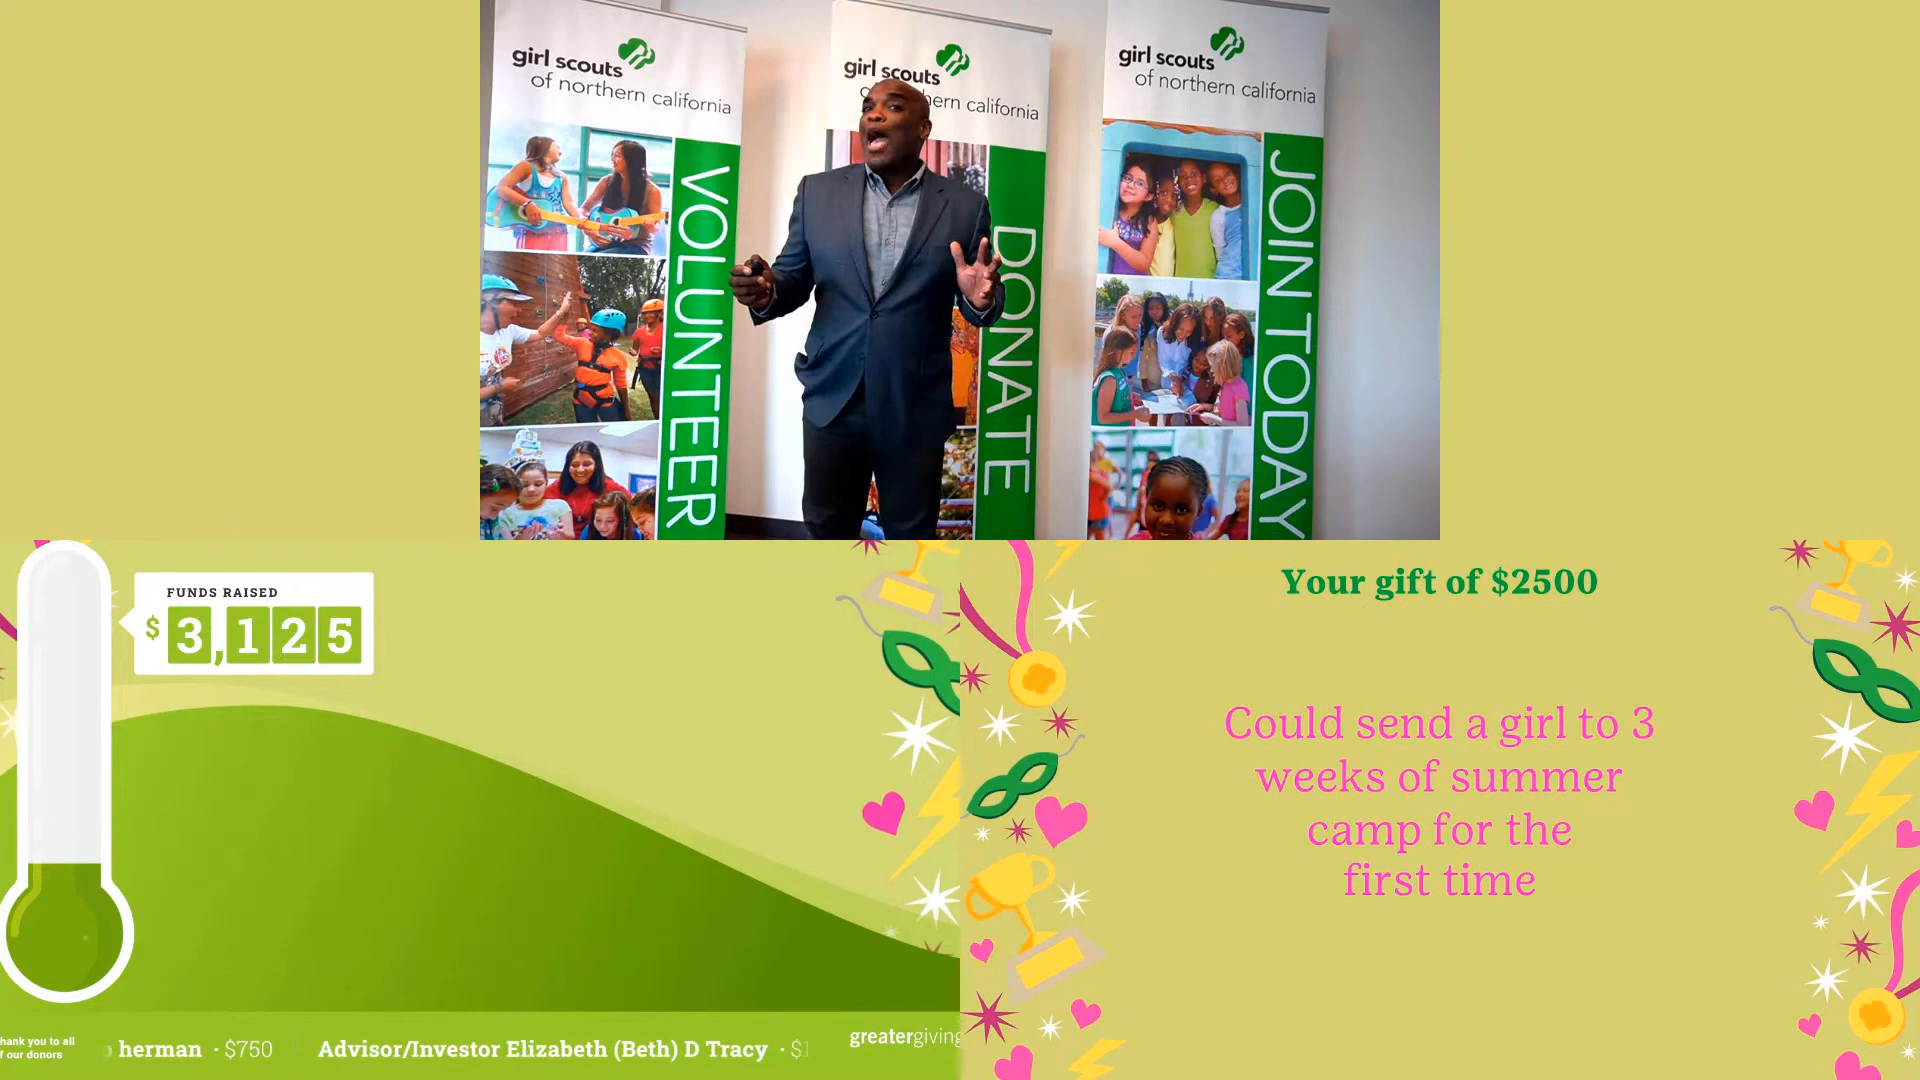 girl scouts
of northern california
VOLUNTEER
girl scouts
northern california
DONATE
girl scouts
of northern california
JOIN TODAY
FUNDS RAISED
$3,125
Your gift of $2500
Could send a girl to 3
weeks of summer
camp for the
first time
hank you to all
f our donors
herman · $750
Advisor/Investor Elizabeth (Beth) D Tracy · $1
greatergiving